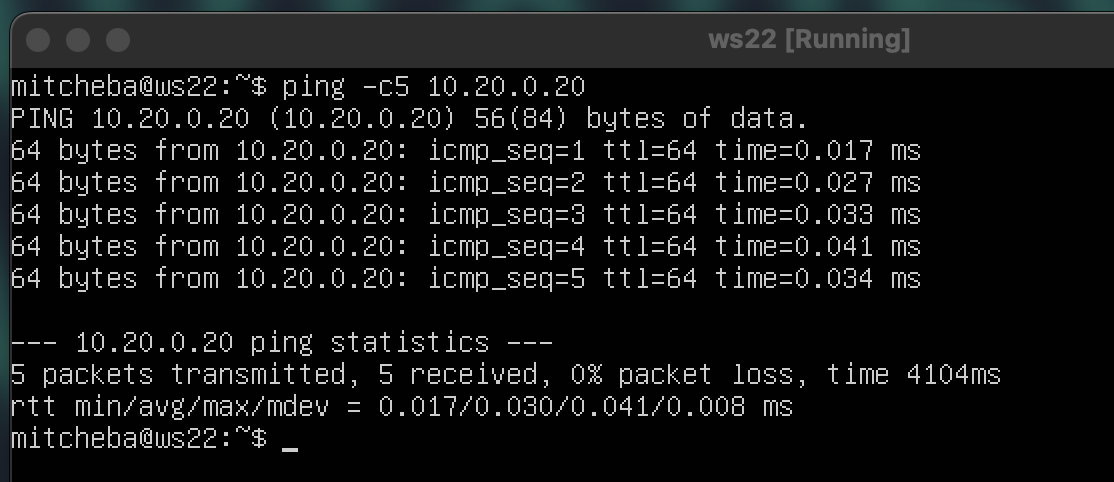 ws22 [Running]
mitcheba@ws22:~$ ping -c5 10.20.0.20
PING 10.20.0.20 (10.20.0.20) 56(84) bytes of data.
64 bytes from 10.20.0.20: icmp_seq=1 ttl=64 time=0.017 ms
64 bytes from 10.20.0.20: icmp_seq=2 ttl=64 time=0.027 ms
64 bytes from 10.20.0.20: icmp_seq=3 ttl=64 time=0.033 ms
64 bytes from 10.20.0.20: icmp_seq=4 ttl=64 time=0.041 ms
64 bytes from 10.20.0.20: icmp_seq=5 ttl=64 time=0.034 ms
--- 10.20.0.20 ping statistics ---
5 packets transmitted, 5 received, 0% packet loss, time 4104ms
rtt min/avg/max/mdev = 0.017/0.030/0.041/0.008 ms
mitcheba@ws22:~$ _